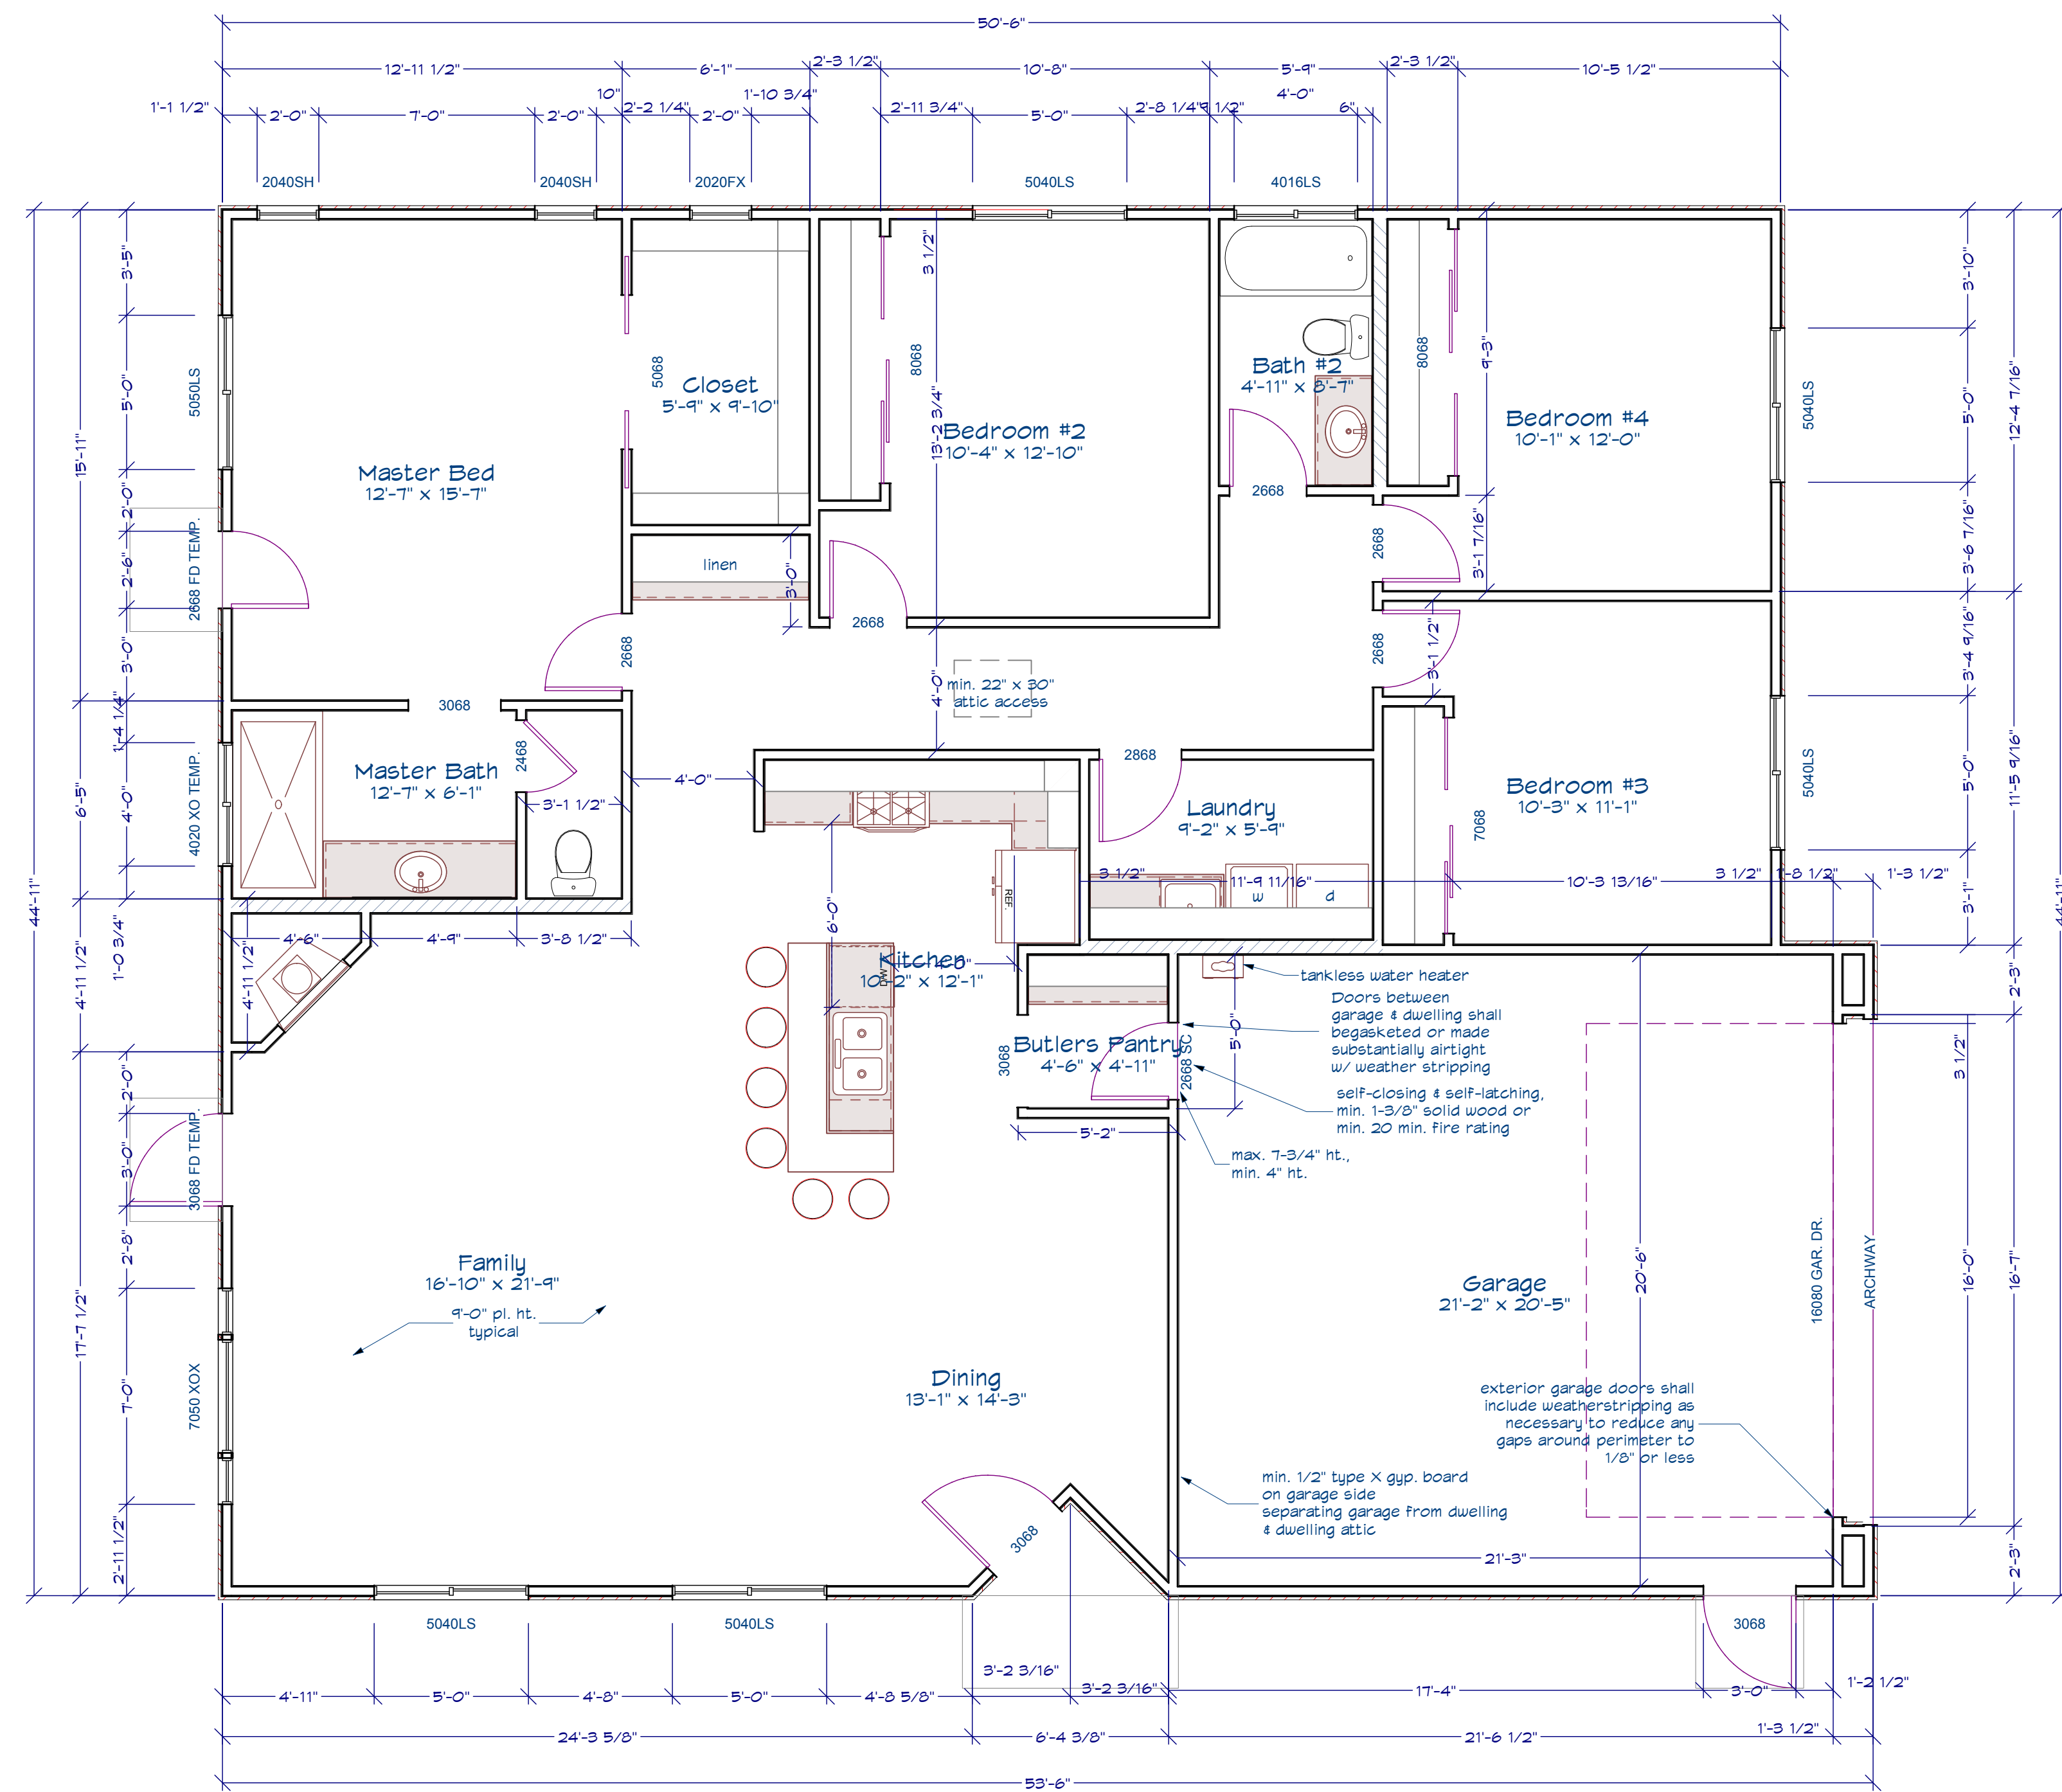 50'-6"
12'-11 1/2"
6'-1"
2'-3 1/2"
10'-8"
5'-9"
2'-3 1/2"
10'-5 1/2"
1'-1 1/2"
2'-0"
7'-0"
2'-0"
10"
2'-2 1/4"
2'-0"
1'-10 3/4"
2'-11 3/4"
5'-0"
2'-8 1/4"
9 1/2"
4'-0"
6"
2040SH
2040SH
2020FX
5040LS
4016LS
44'-11"
15'-11"
6'-5"
4'-11 1/2"
17'-7 1/2"
3'-5"
5'-0"
2'-0"
2'-6"
3'-0"
1'-4 1/4"
4'-0"
1'-0 3/4"
2'-0"
3'-0"
2'-8"
7'-0"
2'-11 1/2"
5050LS
2668 FD TEMP.
4020 XO TEMP.
3068 FD TEMP.
7050 XOX
Master Bed
12'-7" x 15'-7"
5068
Closet
5'-9" x 9'-10"
linen
3'-0"
8068
3 1/2"
13'-2 3/4"
Bedroom #2
10'-4" x 12'-10"
2668
2668
Bath #2
4'-11" x 8'-7"
2668
8068
9'-3"
3'-1 7/16"
Bedroom #4
10'-1" x 12'-0"
2668
2668
3'-1 1/2"
4'-0"
min. 22" x 30"
attic access
3068
Master Bath
12'-7" x 6'-1"
2468
3'-1 1/2"
4'-0"
2868
Laundry
9'-2" x 5'-9"
w
d
7068
Bedroom #3
10'-3" x 11'-1"
3 1/2"
11'-9 11/16"
10'-3 13/16"
3 1/2"
1'-8 1/2"
1'-3 1/2"
4'-6"
4'-9"
3'-8 1/2"
4'-11 1/2"
6'-0"
REF.
Kitchen
10'-2" x 12'-1"
DW
Butlers Pantry
4'-6" x 4'-11"
3068
2668 SC
5'-0"
5'-2"
tankless water heater
Doors between
garage & dwelling shall
begasketed or made
substantially airtight
w/ weather stripping
self-closing & self-latching,
min. 1-3/8" solid wood or
min. 20 min. fire rating
max. 7-3/4" ht.,
min. 4" ht.
Family
16'-10" x 21'-9"
9'-0" pl. ht.
typical
Dining
13'-1" x 14'-3"
3068
Garage
21'-2" x 20'-5"
20'-6"
16080 GAR. DR.
ARCHWAY
exterior garage doors shall
include weatherstripping as
necessary to reduce any
gaps around perimeter to
1/8" or less
min. 1/2" type X gyp. board
on garage side
separating garage from dwelling
& dwelling attic
21'-3"
5040LS
5040LS
3'-10"
5'-0"
3'-6 7/16"
3'-4 9/16"
5'-0"
3'-1"
3 1/2"
16'-0"
12'-4 7/16"
11'-5 9/16"
2'-3"
16'-7"
2'-3"
44'-11"
5040LS
5040LS
3068
4'-11"
5'-0"
4'-8"
5'-0"
4'-8 5/8"
3'-2 3/16"
3'-2 3/16"
17'-4"
3'-0"
1'-2 1/2"
24'-3 5/8"
6'-4 3/8"
21'-6 1/2"
1'-3 1/2"
53'-6"